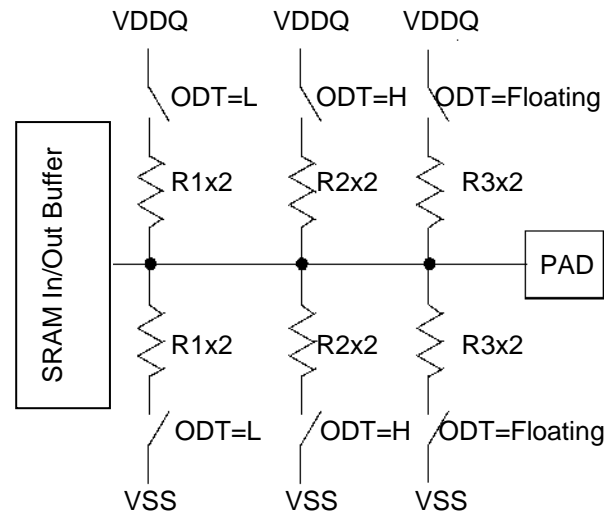 VDDQ VDDQ VDDQ
ODT=L ODT=H ODT=Floating
R1x2 R2x2 R3x2
SRAM In/Out Buffer
PAD
R1x2 R2x2 R3x2
ODT=L ODT=H ODT=Floating
VSS VSS VSS